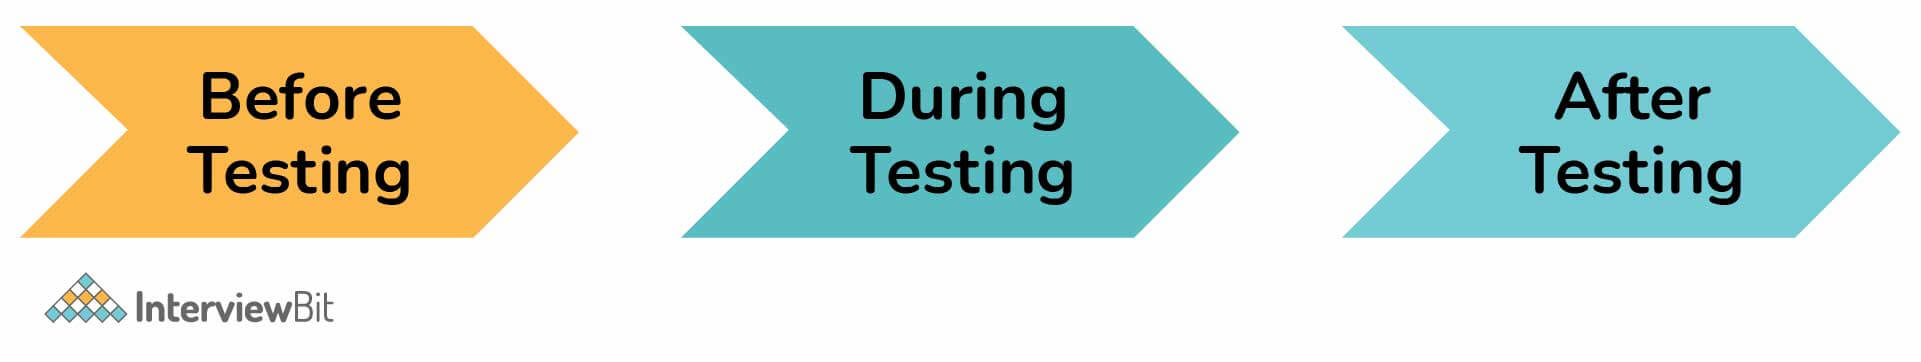 Before
Testing
During
Testing
After
Testing
InterviewBit